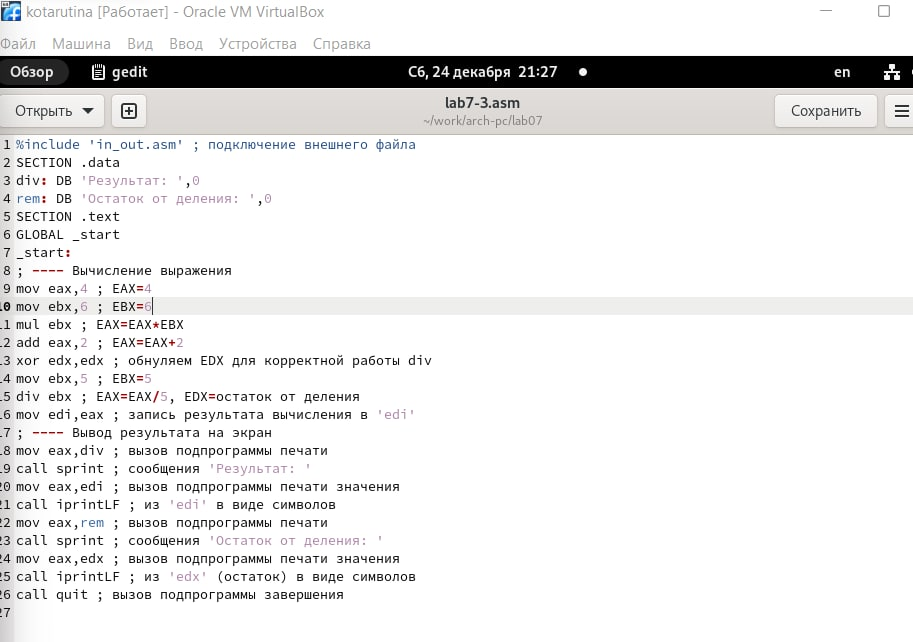 kotarutina [Работает] - Oracle VM VirtualBox
Файл Машина Вид Ввод Устройства Справка
Обзор gedit Сб, 24 декабря 21:27 en
Открыть lab7-3.asm Сохранить
~/work/arch-pc/lab07
1 %include 'in_out.asm' ; подключение внешнего файла
2 SECTION .data
3 div: DB 'Результат: ',0
4 rem: DB 'Остаток от деления: ',0
5 SECTION .text
6 GLOBAL _start
7 _start:
8 ; ---- Вычисление выражения
9 mov eax,4 ; EAX=4
10 mov ebx,6 ; EBX=6
11 mul ebx ; EAX=EAX*EBX
12 add eax,2 ; EAX=EAX+2
13 xor edx,edx ; обнуляем EDX для корректной работы div
14 mov ebx,5 ; EBX=5
15 div ebx ; EAX=EAX/5, EDX=остаток от деления
16 mov edi,eax ; запись результата вычисления в 'edi'
17 ; ---- Вывод результата на экран
18 mov eax,div ; вызов подпрограммы печати
19 call sprint ; сообщения 'Результат: '
20 mov eax,edi ; вызов подпрограммы печати значения
21 call iprintLF ; из 'edi' в виде символов
22 mov eax,rem ; вызов подпрограммы печати
23 call sprint ; сообщения 'Остаток от деления: '
24 mov eax,edx ; вызов подпрограммы печати значения
25 call iprintLF ; из 'edx' (остаток) в виде символов
26 call quit ; вызов подпрограммы завершения
27